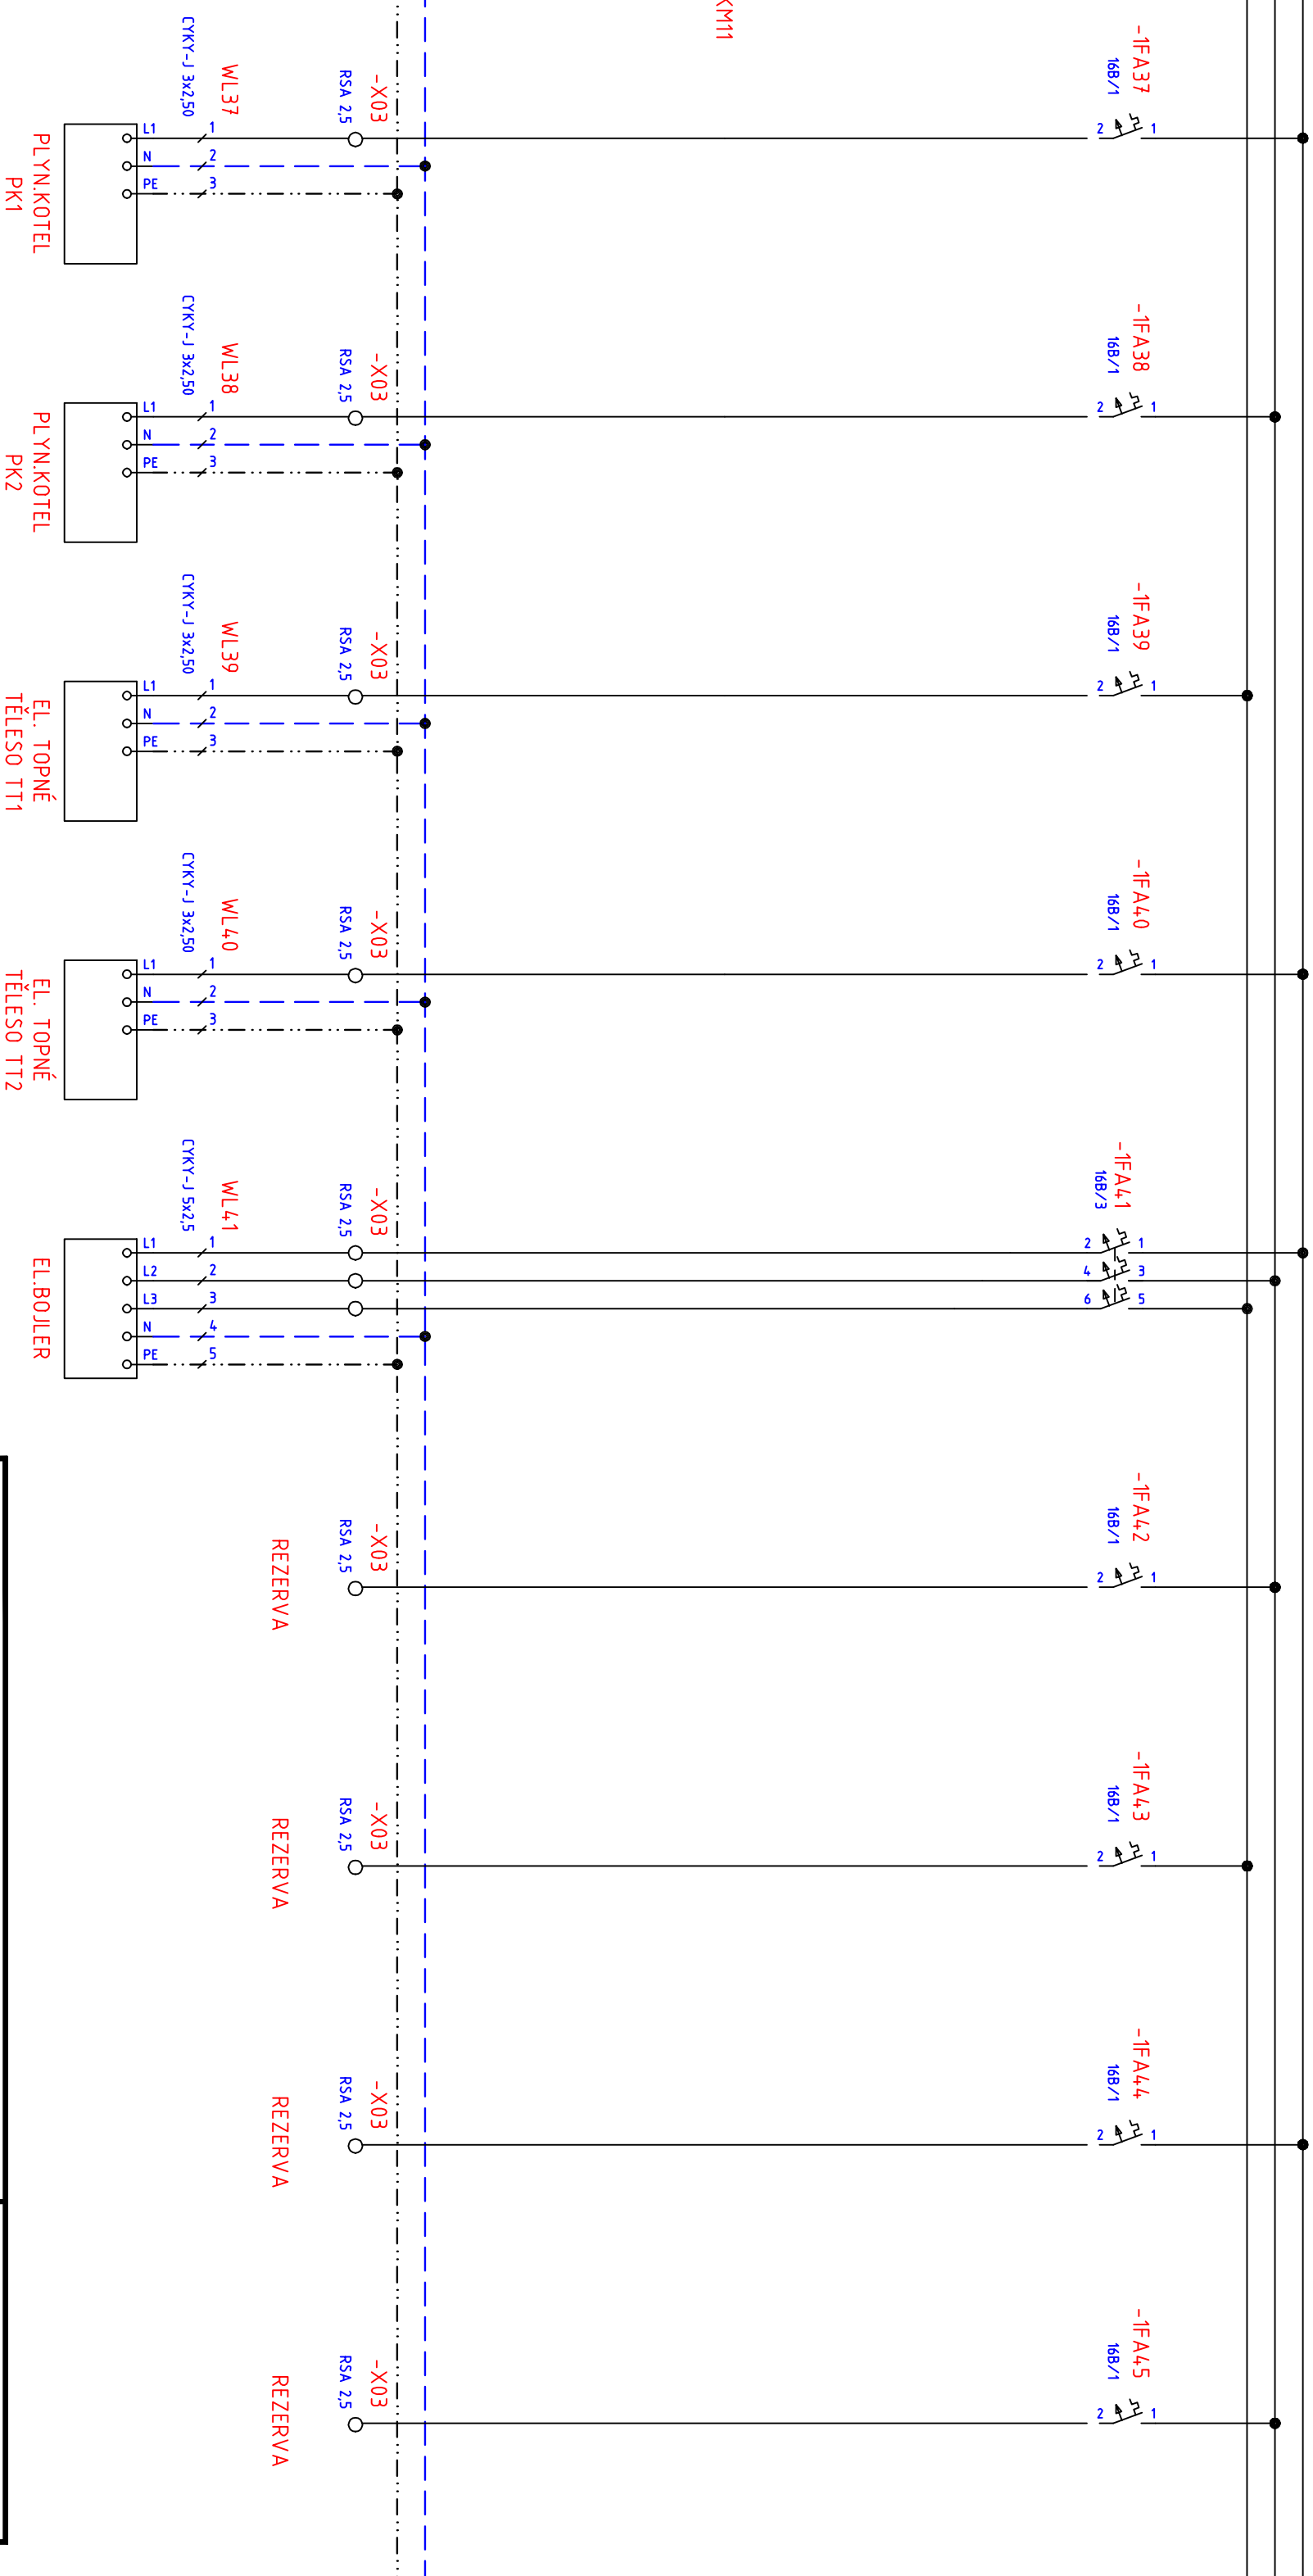 KM11
-1FA37
16B/1
1
2
-X03
RSA 2,5
WL37
CYKY-J 3x2,50
L1 1
N 2
PE 3
PLYN.KOTEL
PK1
-1FA38
16B/1
1
2
-X03
RSA 2,5
WL38
CYKY-J 3x2,50
L1 1
N 2
PE 3
PLYN.KOTEL
PK2
-1FA39
16B/1
1
2
-X03
RSA 2,5
WL39
CYKY-J 3x2,50
L1 1
N 2
PE 3
EL. TOPNÉ
TĚLESO TT1
-1FA40
16B/1
1
2
-X03
RSA 2,5
WL40
CYKY-J 3x2,50
L1 1
N 2
PE 3
EL. TOPNÉ
TĚLESO TT2
-1FA41
16B/3
1 3 5
2 4 6
-X03
RSA 2,5
WL41
CYKY-J 5x2,5
L1 1
L2 2
L3 3
N 4
PE 5
EL.BOJLER
-1FA42
16B/1
1
2
-X03
RSA 2,5
REZERVA
-1FA43
16B/1
1
2
-X03
RSA 2,5
REZERVA
-1FA44
16B/1
1
2
-X03
RSA 2,5
REZERVA
-1FA45
16B/1
1
2
-X03
RSA 2,5
REZERVA